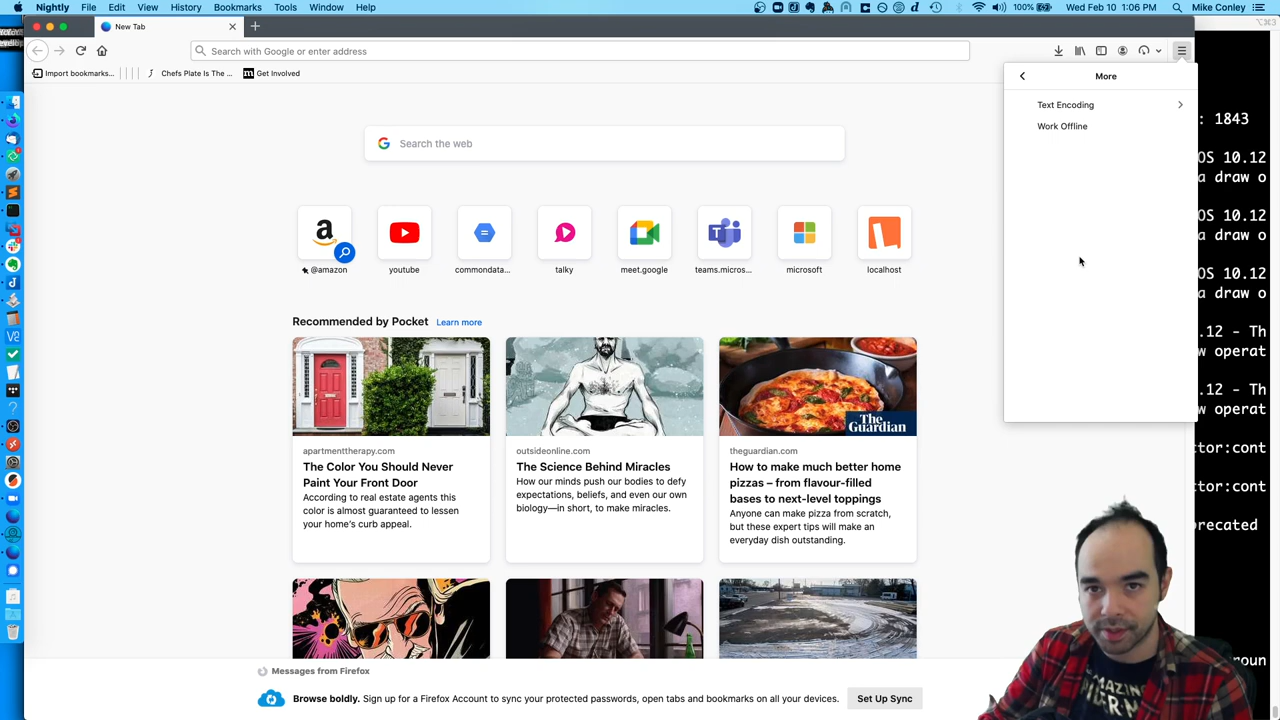 Nightly File Edit View History Bookmarks Tools Window Help
100% Wed Feb 10 1:06 PM Mike Conley
New Tab
Search with Google or enter address
Import bookmarks...
Chefs Plate Is The ...
Get Involved
More
Text Encoding
Work Offline
Search the web
@amazon
youtube
commondata...
talky
meet.google
teams.micros...
microsoft
localhost
Recommended by Pocket Learn more
apartmenttherapy.com
The Color You Should Never
Paint Your Front Door
According to real estate agents this
color is almost guaranteed to lessen
your home's curb appeal.
outsideonline.com
The Science Behind Miracles
How our minds push our bodies to defy
expectations, beliefs, and even our own
biology—in short, to make miracles.
The
Guardian
theguardian.com
How to make much better home
pizzas – from flavour-filled
bases to next-level toppings
Anyone can make pizza from scratch,
but these expert tips will make an
everyday dish outstanding.
Messages from Firefox
Browse boldly. Sign up for a Firefox Account to sync your protected passwords, open tabs and bookmarks on all your devices.
Set Up Sync
⌥⌘3
: 1843
OS 10.12
a draw o
OS 10.12
a draw o
OS 10.12
a draw o
.12 - Th
w operat
.12 - Th
w operat
ctor:cont
ctor:cont
precated
roun
AMAZING